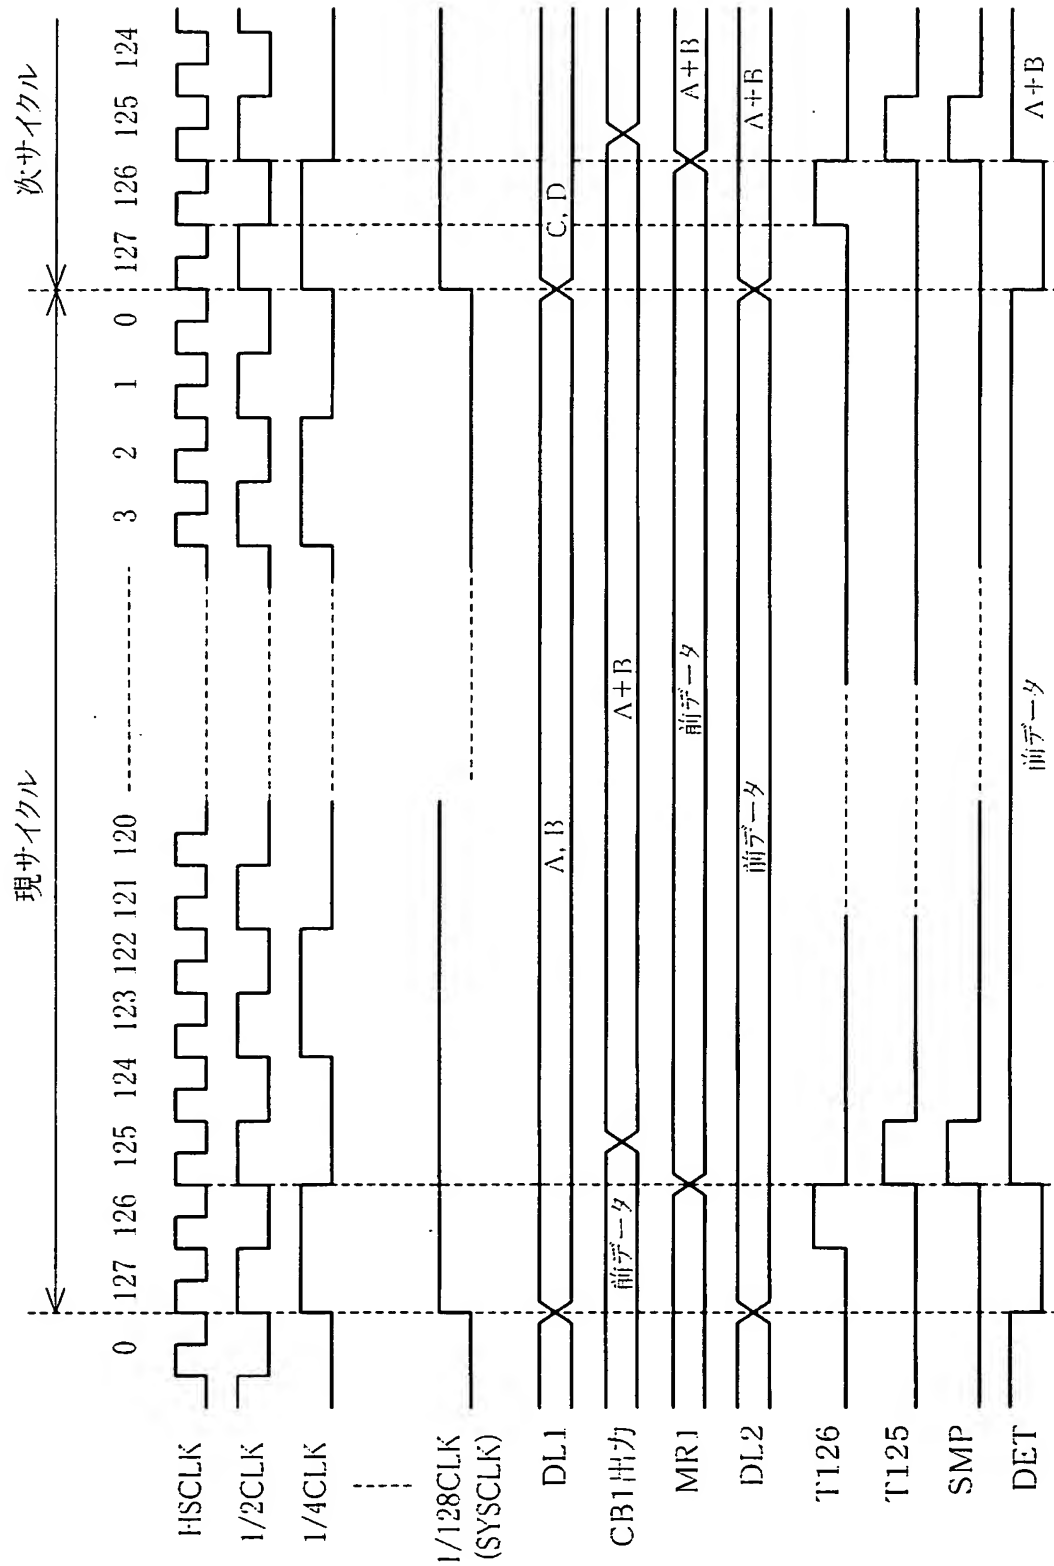 現サイクル 次サイクル
0 127 126 125 124 123 122 121 120 3 2 1 0 127 126 125 124
HSCLK
1/2CLK
1/4CLK
1/128CLK
(SYSCLK)
DL1 A, B C, D
CB1出力 前データ A+B
MR1 前データ A+B
DL2 前データ A+B
T126
T125
SMP
DET 前データ A+B